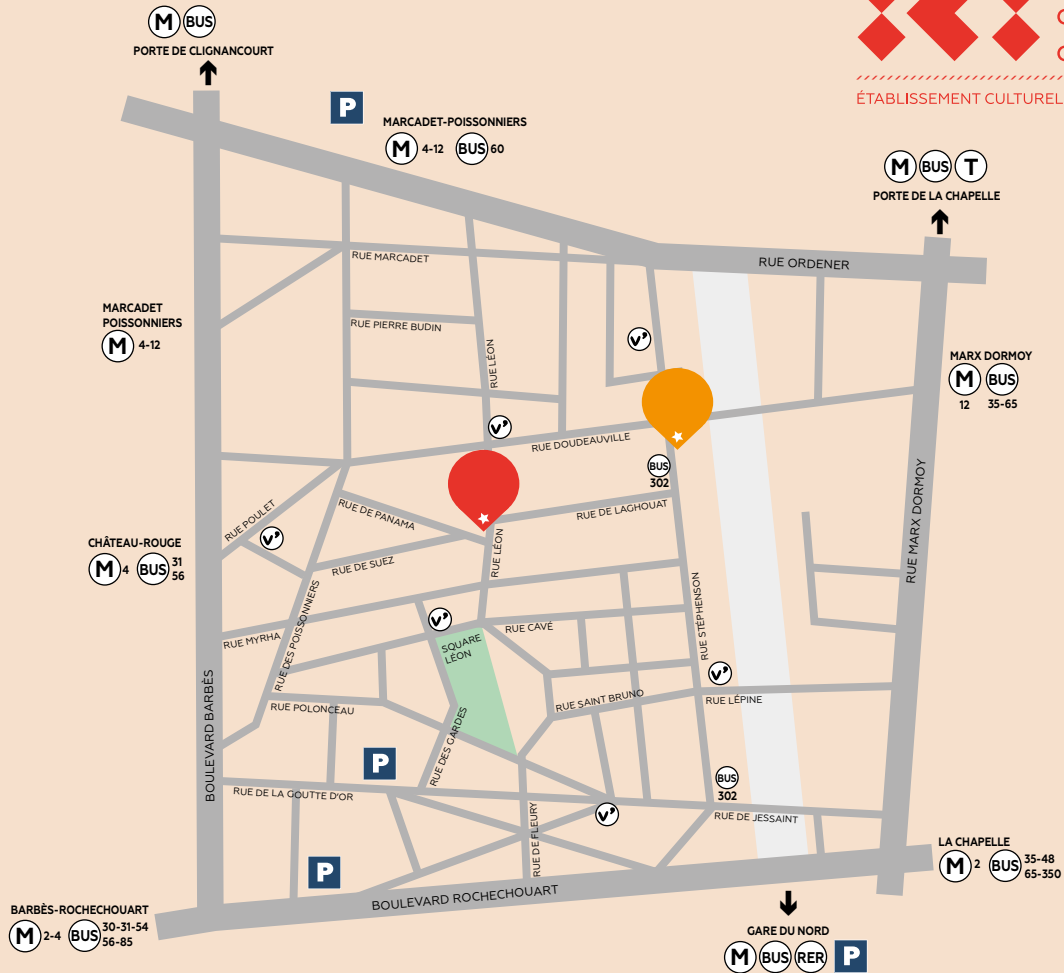 M BUS
PORTE DE CLIGNANCOURT
ÉTABLISSEMENT CULTUREL
P
MARCADET-POISSONNIERS
M 4-12 BUS 60
M BUS T
PORTE DE LA CHAPELLE
RUE ORDENER
RUE MARCADET
MARCADET
POISSONNIERS
M 4-12
RUE PIERRE BUDIN
RUE LÉON
V'
MARX DORMOY
M BUS
12 35-65
V'
RUE DOUDEAUVILLE
BUS
302
RUE POULET
RUE DE PANAMA
RUE DE LAGHOUAT
V'
CHÂTEAU-ROUGE
M 4 BUS 31
56
RUE DE SUEZ
RUE LÉON
RUE MARX DORMOY
RUE STÉPHENSON
RUE MYRHA
RUE DES POISSONNIERS
V'
RUE CAVÉ
SQUARE
LÉON
V'
RUE POLONCEAU
RUE DES GARDES
RUE SAINT BRUNO
RUE LÉPINE
BOULEVARD BARBÈS
P
BUS
302
RUE DE LA GOUTTE D'OR
V'
RUE DE JESSAINT
RUE DE FLEURY
P
LA CHAPELLE
M 2 BUS 35-48
65-350
BOULEVARD ROCHECHOUART
BARBÈS-ROCHECHOUART
M 2-4 BUS 30-31-54
56-85
GARE DU NORD
M BUS RER P